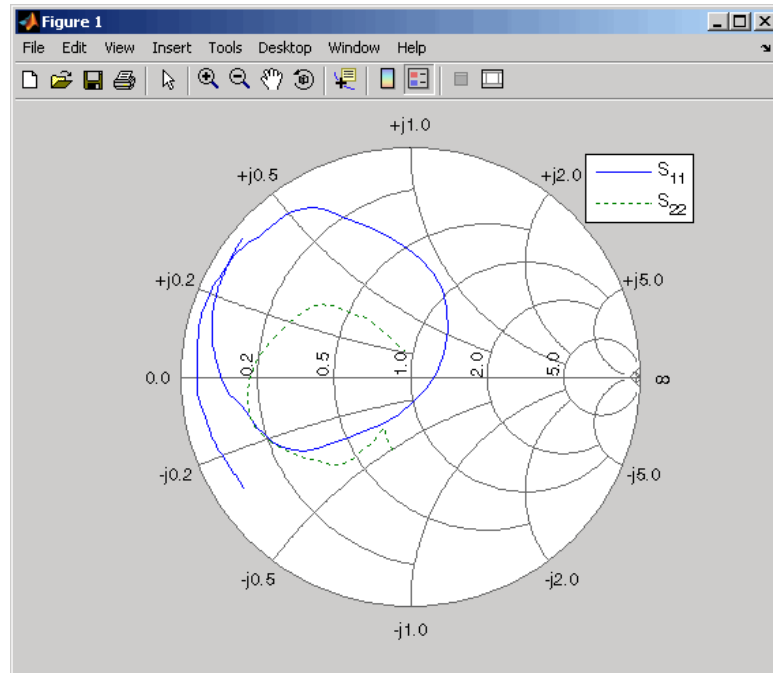 Figure 1
File Edit View Insert Tools Desktop Window Help
+j1.0
+j0.5
+j2.0
S11
S22
+j0.2
+j5.0
0.0
0.2
0.5
1.0
2.0
5.0
∞
-j0.2
-j5.0
-j0.5
-j2.0
-j1.0